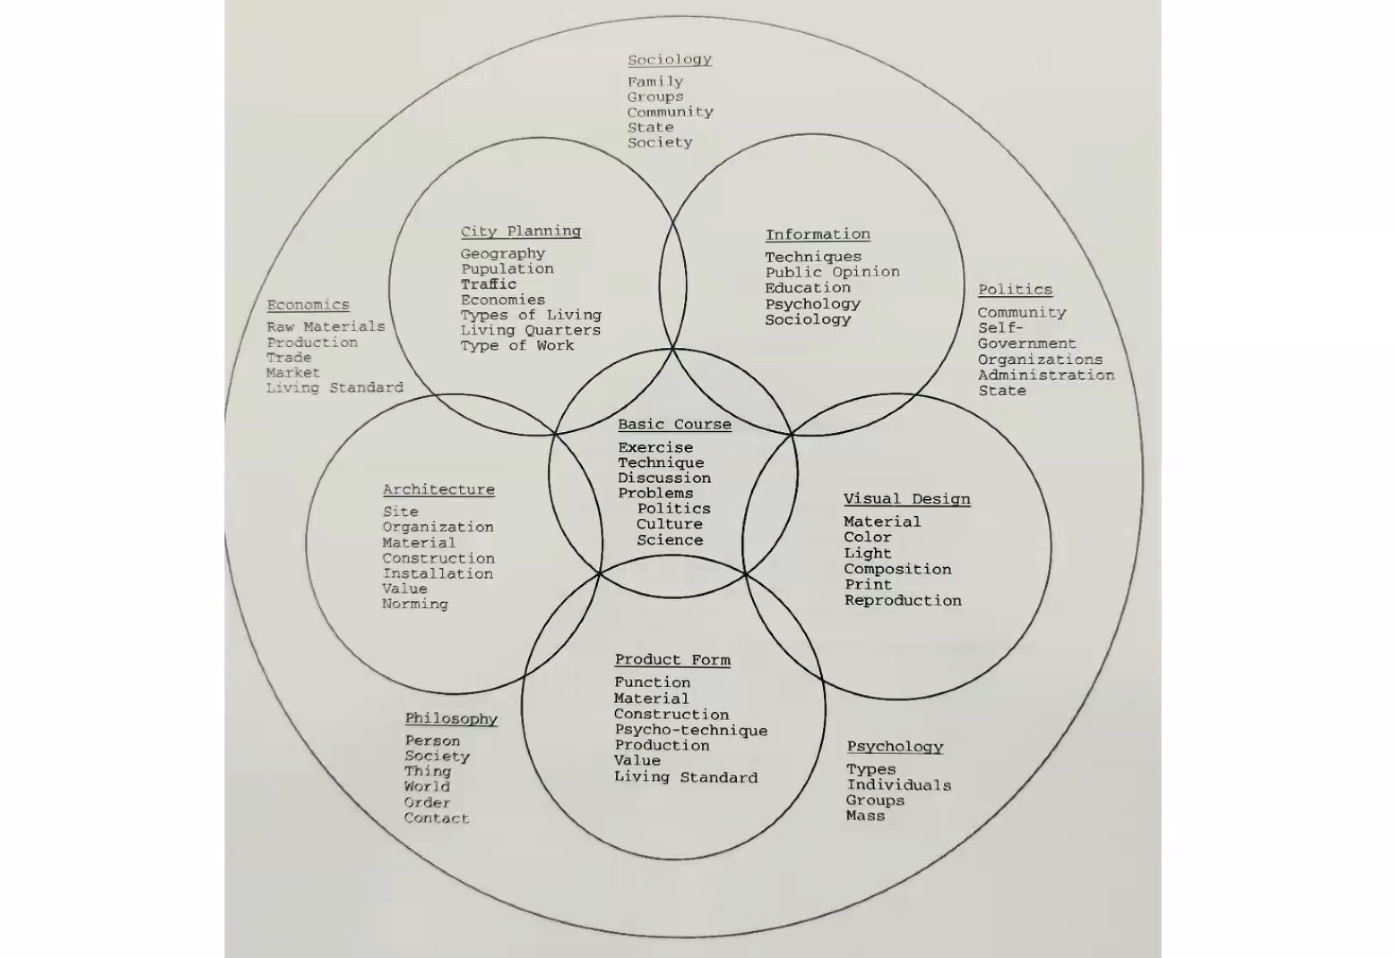 Sociology
Family
Groups
Community
State
Society
City Planning
Geography
Pupulation
Traffic
Economies
Types of Living
Living Quarters
Type of Work
Information
Techniques
Public Opinion
Education
Psychology
Sociology
Economics
Raw Materials
Production
Trade
Market
Living Standard
Politics
Community
Self-
Government
Organizations
Administration
State
Basic Course
Exercise
Technique
Discussion
Problems
Politics
Culture
Science
Architecture
Site
Organization
Material
Construction
Installation
Value
Norming
Visual Design
Material
Color
Light
Composition
Print
Reproduction
Product Form
Function
Material
Construction
Psycho-technique
Production
Value
Living Standard
Philosophy
Person
Society
Thing
World
Order
Contact
Psychology
Types
Individuals
Groups
Mass